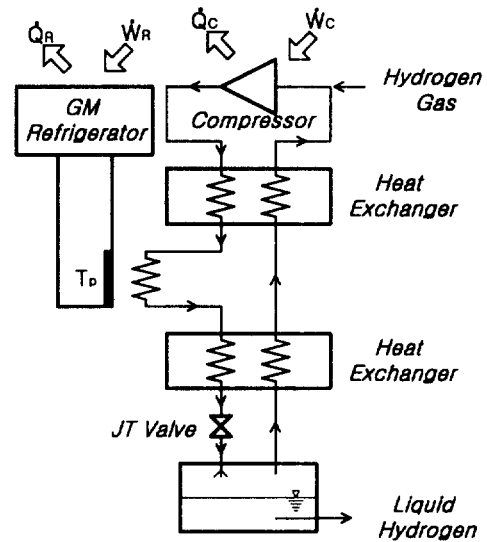 Q̇R ẆR
Q̇C ẆC
GM
Refrigerator
Compressor
Hydrogen
Gas
Heat
Exchanger
Tp
Heat
Exchanger
JT Valve
Liquid
Hydrogen